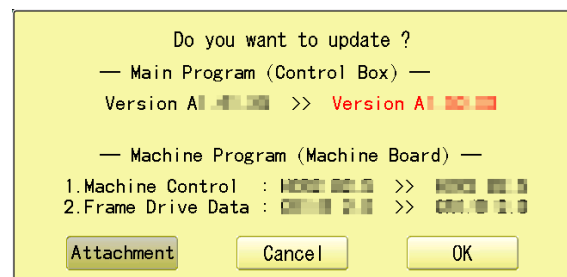 Do you want to update ?
— Main Program (Control Box) —
Version A >> Version A
— Machine Program (Machine Board) —
1.Machine Control : >>
2.Frame Drive Data : >>
Attachment Cancel OK